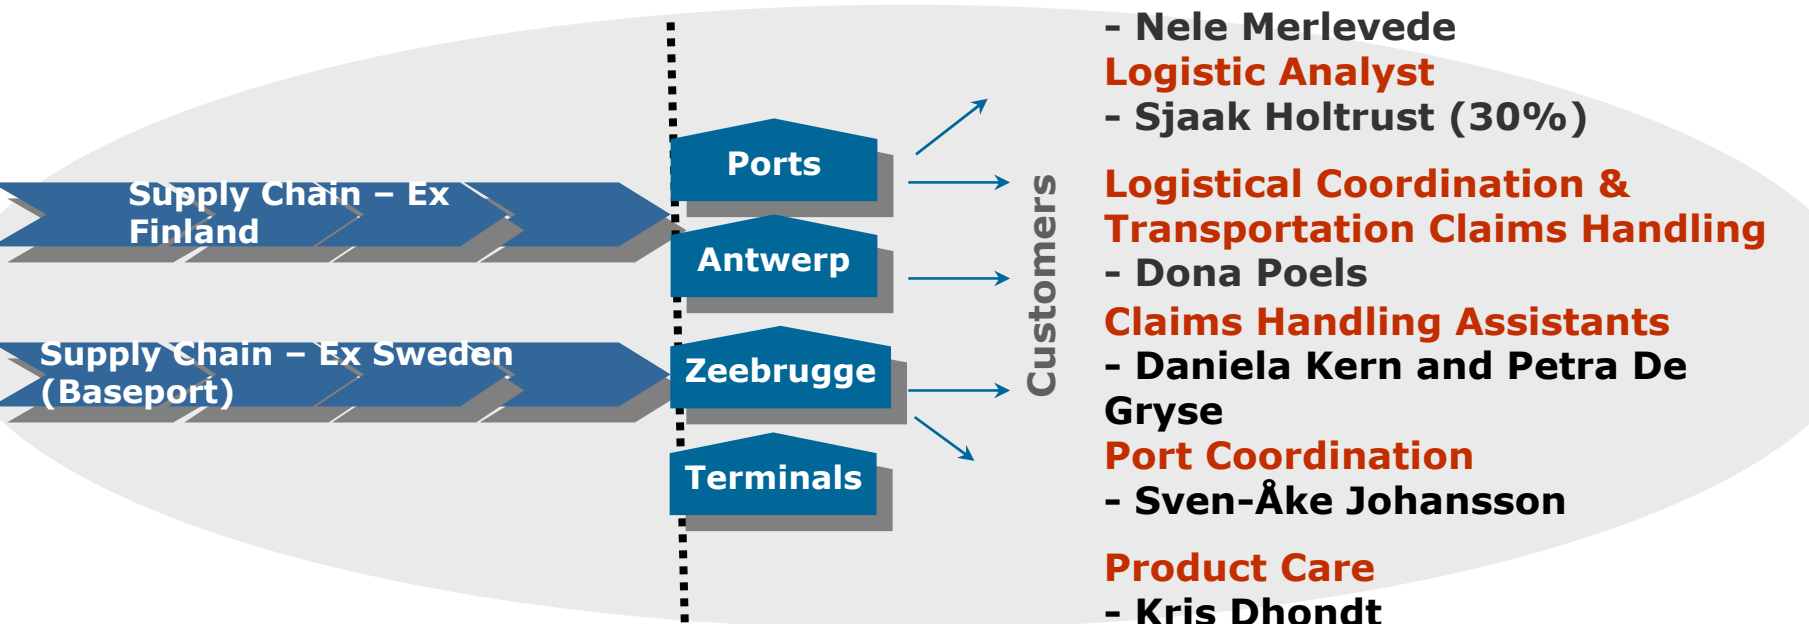 Supply Chain – Ex
Finland
Supply Chain – Ex Sweden
(Baseport)
Ports
Antwerp
Zeebrugge
Terminals
Customers
- Nele Merlevede
Logistic Analyst
- Sjaak Holtrust (30%)
Logistical Coordination &
Transportation Claims Handling
- Dona Poels
Claims Handling Assistants
- Daniela Kern and Petra De
Gryse
Port Coordination
- Sven-Åke Johansson
Product Care
- Kris Dhondt